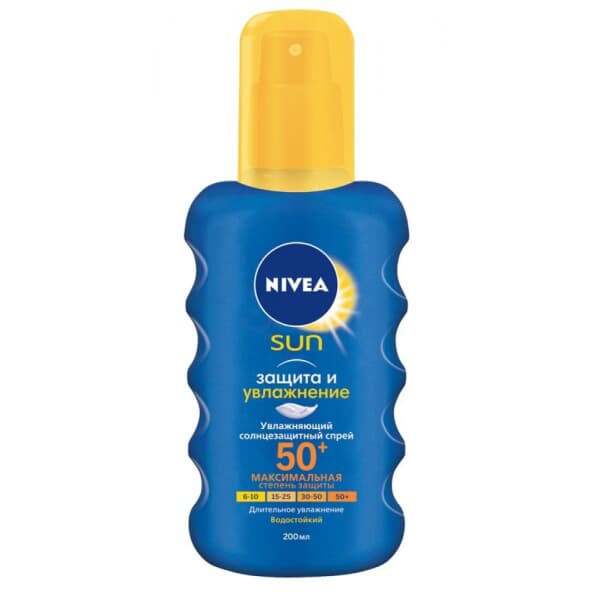 NIVEA
sun
защита и
увлажнение
Увлажняющий
солнцезащитный спрей
50+
МАКСИМАЛЬНАЯ
степень защиты
6-10 15-25 30-50 50+
Длительное увлажнение
Водостойкий
200мл